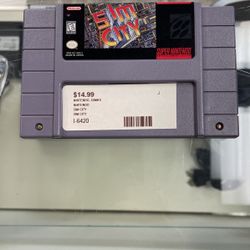 SIM
CITY
SUPER NINTENDO
$14.99
NINTENDO, GAMES
NINTENDO
SIM CITY
SIM CITY
I-6420